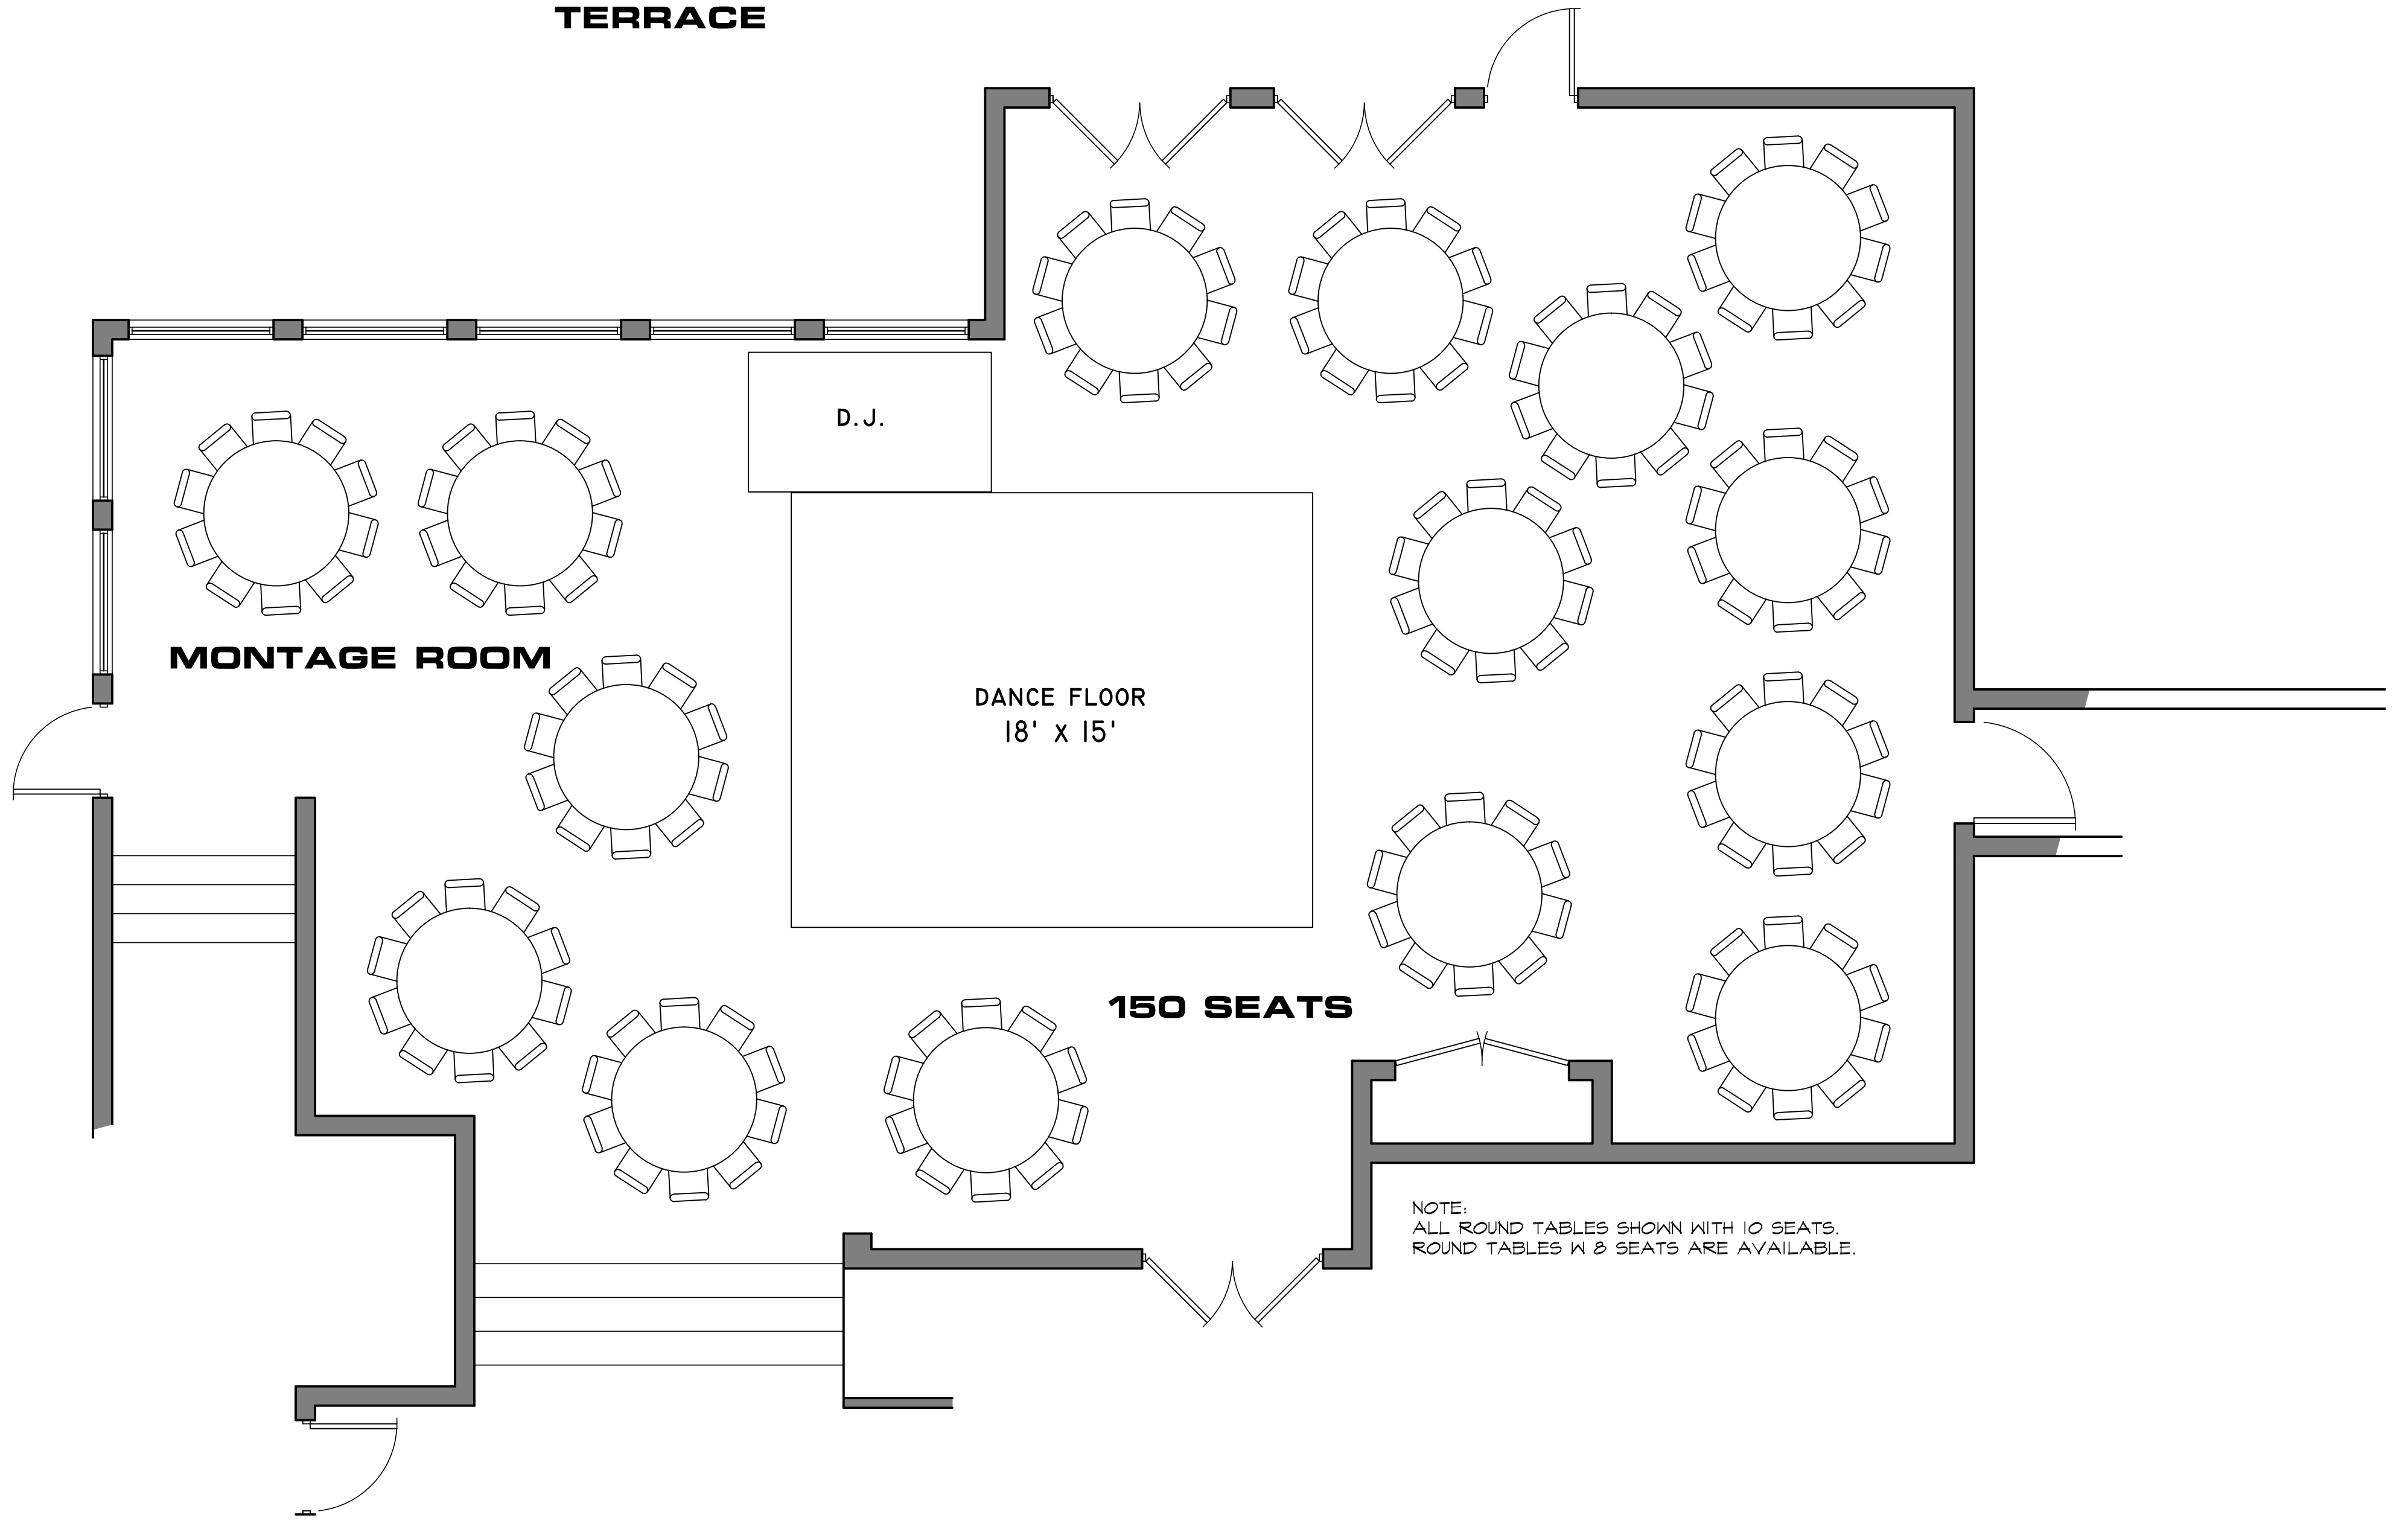 TERRACE
D.J.
MONTAGE ROOM
DANCE FLOOR
18' X 15'
150 SEATS
NOTE:
ALL ROUND TABLES SHOWN WITH 10 SEATS.
ROUND TABLES W 8 SEATS ARE AVAILABLE.